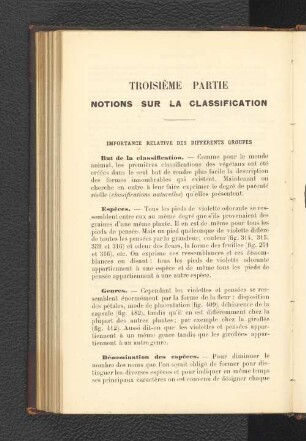 TROISIÈME PARTIE
NOTIONS SUR LA CLASSIFICATION
IMPORTANCE RELATIVE DES DIFFÉRENTS GROUPES
But de la classification. — Comme pour le monde
animal, les premières classifications des végétaux ont été
créées dans le seul but de rendre plus facile la description
des formes innombrables qui existent. Maintenant on
cherche en outre à leur faire exprimer le degré de parenté
réelle (classifications naturelles) qu'elles présentent.
Espèces. — Tous les pieds de violette odorante se res-
semblent entre eux au même degré que s'ils provenaient des
graines d'une même plante. Il en est de même pour tous les
pieds de pensée. Mais un pied quelconque de violette diffère
de toutes les pensées par la grandeur, couleur (fig. 314, 315,
et 316) et odeur des fleurs, la forme des feuilles (fig.
et 316), etc. On exprime ces ressemblances et ces dissem-
blances en disant : tous les pieds de violette odorante
appartiennent à une espèce et de même tous les pieds de
pensée appartiennent à une autre espèce.
Genres. — Cependant les violettes et pensées se res-
semblent énormément par la forme de la fleur : disposition
des pétales, mode de placentation (fig. 409), déhiscence de la
capsule (fig. 482), tandis qu'il en est différemment chez la
plupart des autres plantes ; par exemple chez la giroflée
(fig. 412). Aussi dit-on que les violettes et pensées appar-
tiennent à un même genre tandis que les giroflées appar-
tiennent à un autre genre.
Dénomination des espèces. — Pour diminuer le
nombre des noms que l'on aurait obligé de former pour dis-
tinguer les diverses espèces et pour indiquer en même temps
ses principaux caractères on est convenu de désigner chaque